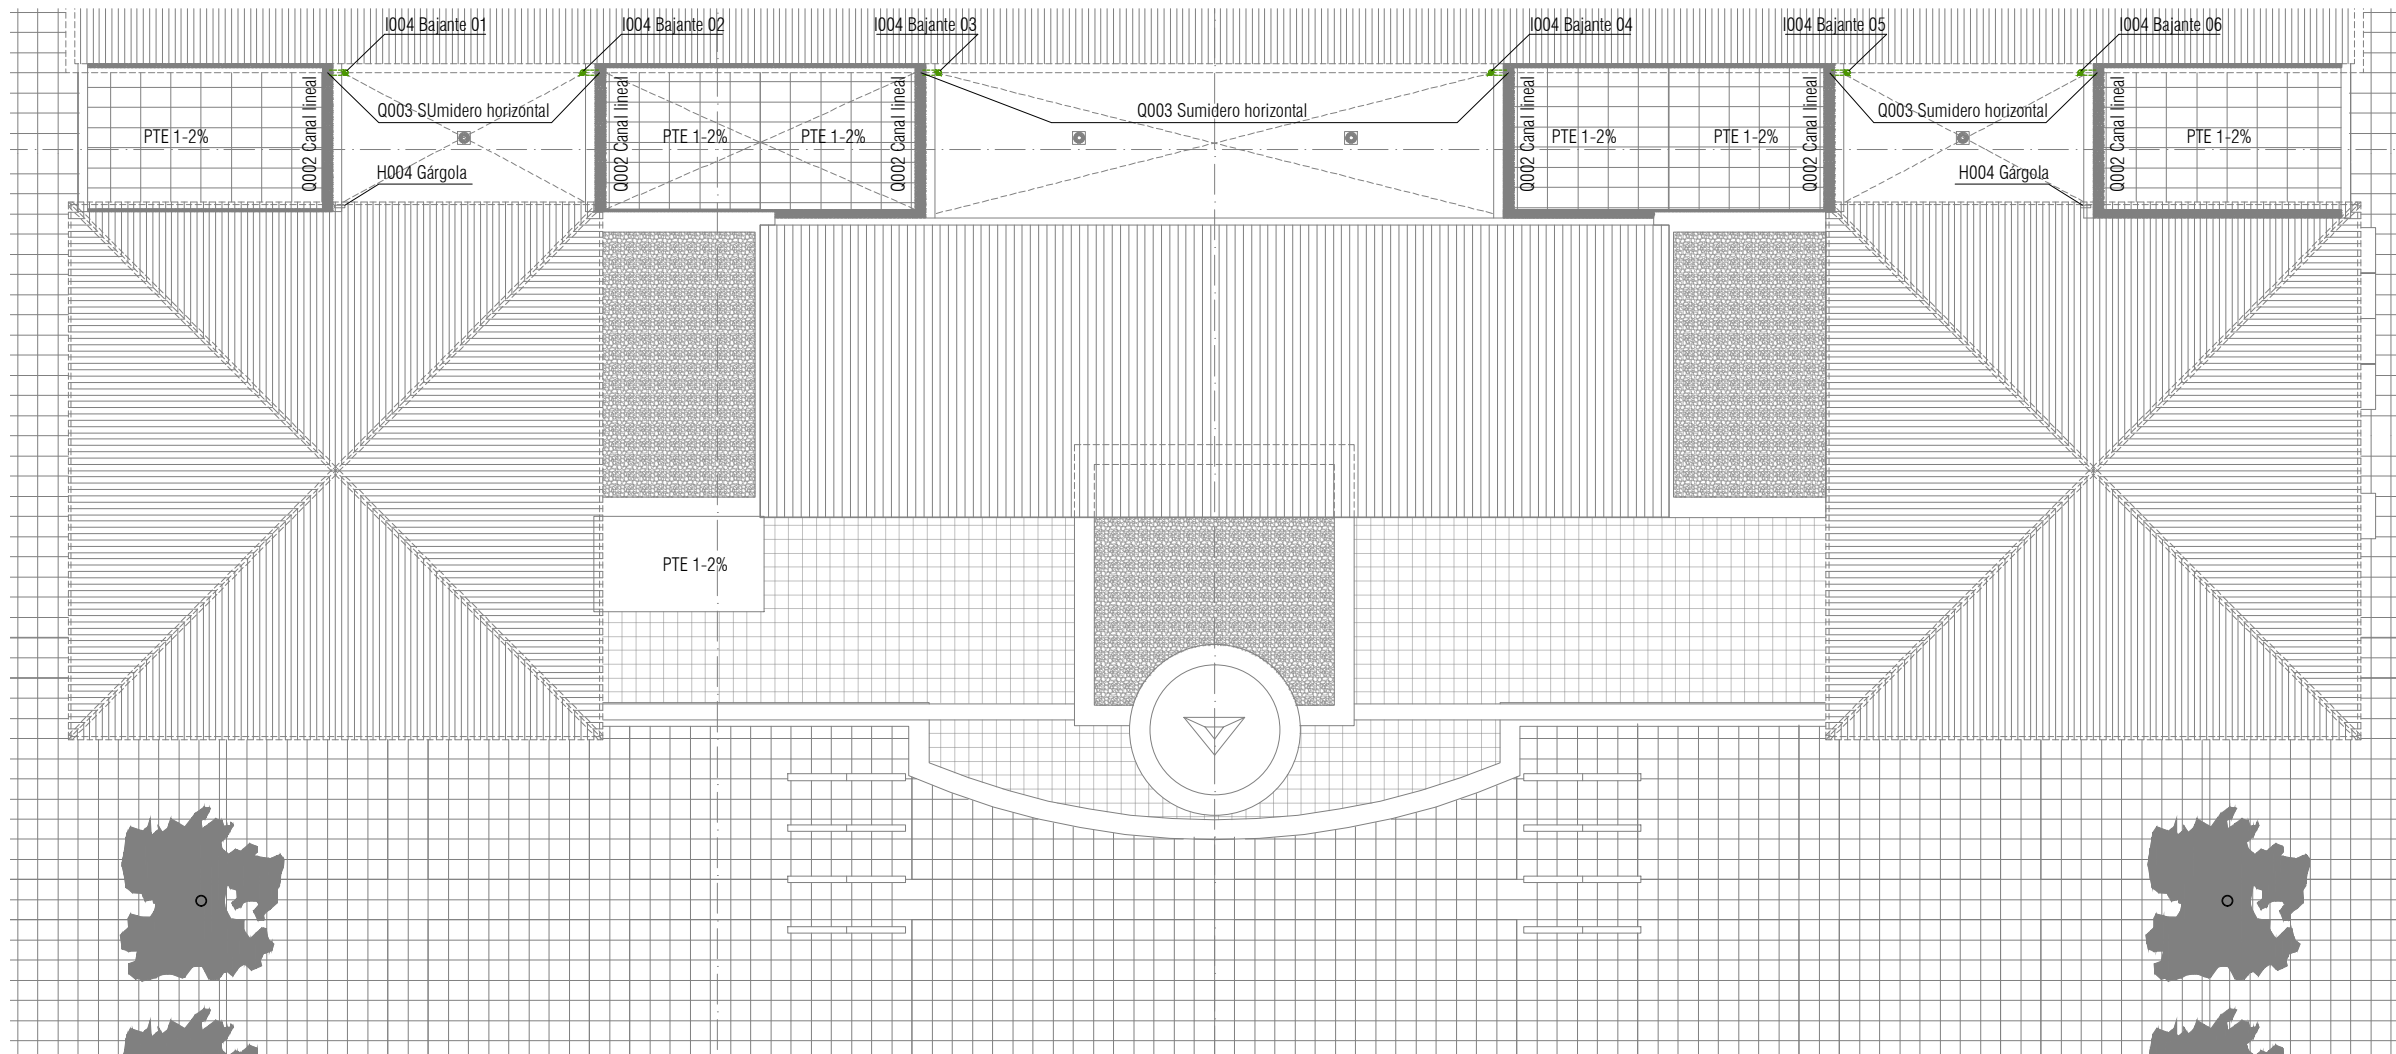 I004 Bajante 01
I004 Bajante 02
I004 Bajante 03
I004 Bajante 04
I004 Bajante 05
I004 Bajante 06
Q002 Canal lineal
Q003 SUmidero horizontal
Q002 Canal lineal
Q002 Canal lineal
Q003 Sumidero horizontal
Q002 Canal lineal
Q002 Canal lineal
Q003 Sumidero horizontal
Q002 Canal lineal
PTE 1-2%
PTE 1-2%
PTE 1-2%
PTE 1-2%
PTE 1-2%
PTE 1-2%
H004 Gárgola
H004 Gárgola
PTE 1-2%